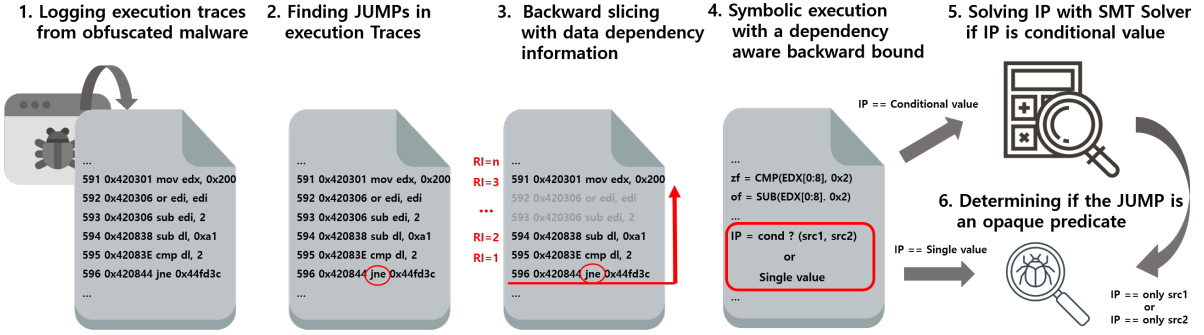 1. Logging execution traces
from obfuscated malware
...
591 0x420301 mov edx, 0x200
592 0x420306 or edi, edi
593 0x420306 sub edi, 2
594 0x420838 sub dl, 0xa1
595 0x42083E cmp dl, 2
596 0x420844 jne 0x44fd3c
...
2. Finding JUMPs in
execution Traces
...
591 0x420301 mov edx, 0x200
592 0x420306 or edi, edi
593 0x420306 sub edi, 2
594 0x420838 sub dl, 0xa1
595 0x42083E cmp dl, 2
596 0x420844 jne 0x44fd3c
...
3. Backward slicing
with data dependency
information
RI=n ...
RI=3 591 0x420301 mov edx, 0x200
592 0x420306 or edi, edi
... 593 0x420306 sub edi, 2
RI=2 594 0x420838 sub dl, 0xa1
RI=1 595 0x42083E cmp dl, 2
596 0x420844 jne 0x44fd3c
...
4. Symbolic execution
with a dependency
aware backward bound
...
zf = CMP(EDX[0:8], 0x2)
of = SUB(EDX[0:8]. 0x2)
...
IP = cond ? (src1, src2)
or
Single value
...
IP == Conditional value
IP == Single value
5. Solving IP with SMT Solver
if IP is conditional value
6. Determining if the JUMP is
an opaque predicate
IP == only src1
or
IP == only src2